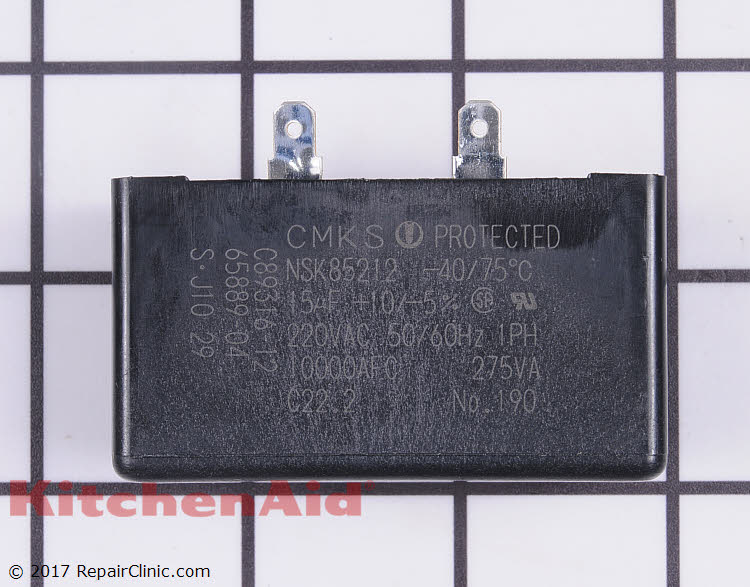 CMKS PROTECTED
NSK85212 -40/75°C
15uF +10/-5%
220VAC 50/60Hz 1PH
10000AFC 275VA
C22.2 No.190
C89316 12
65889-04
S-J10 29
KitchenAid
© 2017 RepairClinic.com